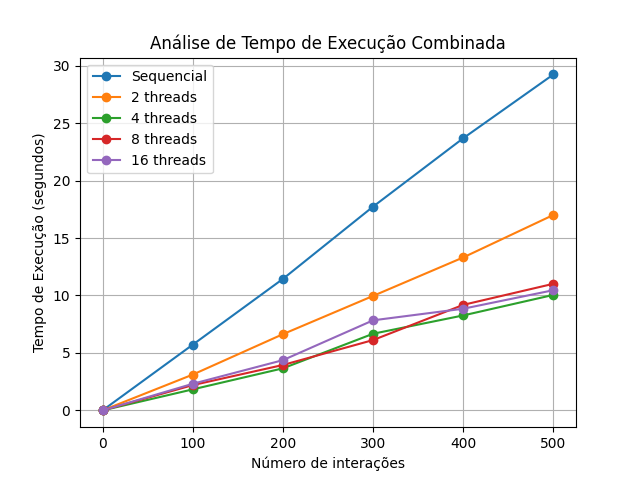 Análise de Tempo de Execução Combinada
Tempo de Execução (segundos)
30
25
20
15
10
5
0
Sequencial
2 threads
4 threads
8 threads
16 threads
0 100 200 300 400 500
Número de interações